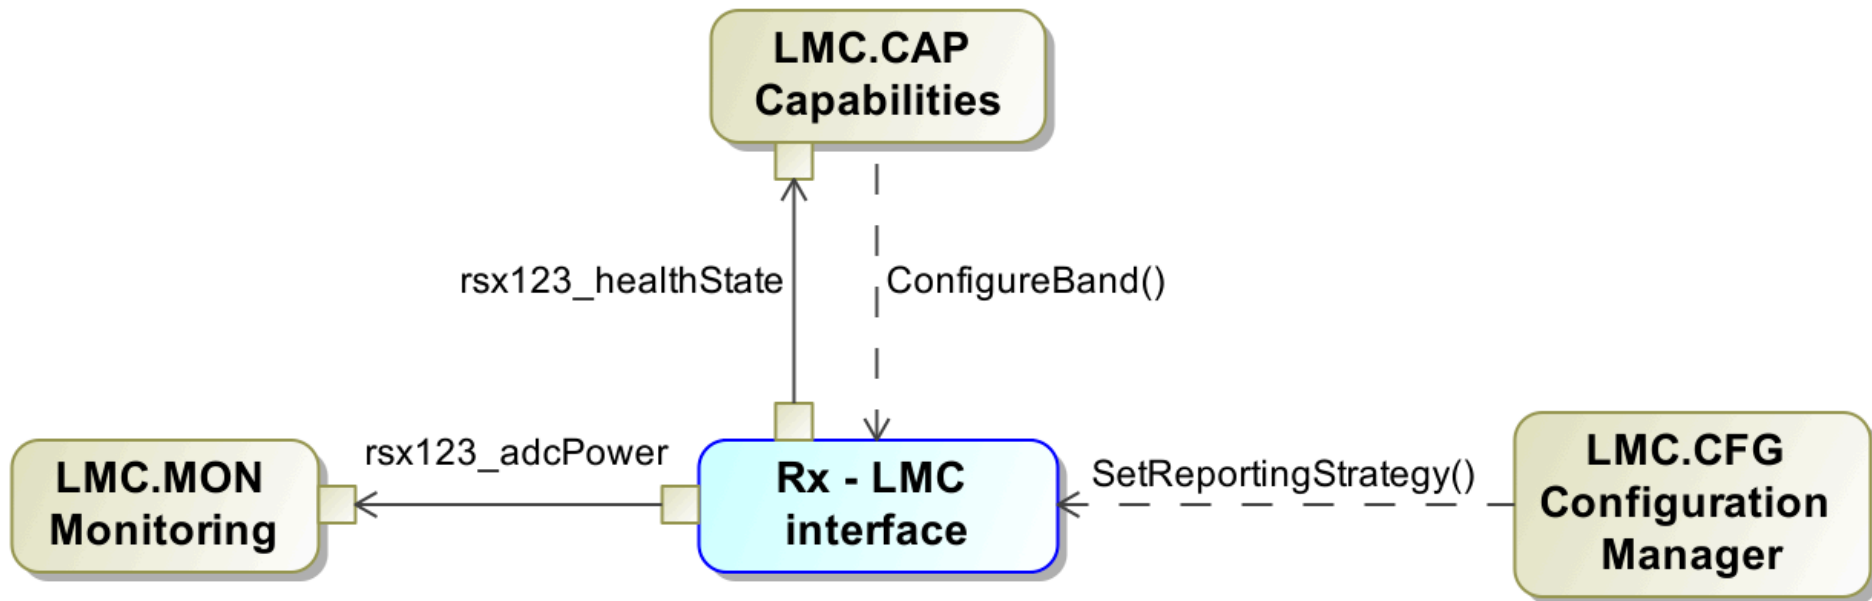 LMC.CAP
Capabilities
rsx123_healthState
ConfigureBand()
LMC.MON
Monitoring
rsx123_adcPower
Rx - LMC
interface
SetReportingStrategy()
LMC.CFG
Configuration
Manager